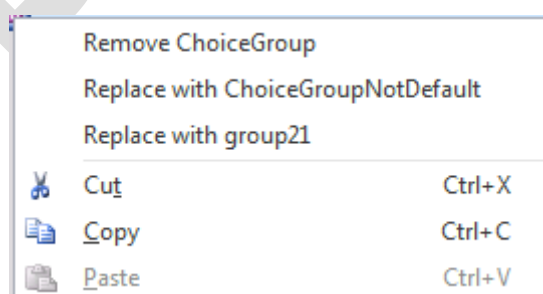 Remove ChoiceGroup
Replace with ChoiceGroupNotDefault
Replace with group21
Cut Ctrl+X
Copy Ctrl+C
Paste Ctrl+V